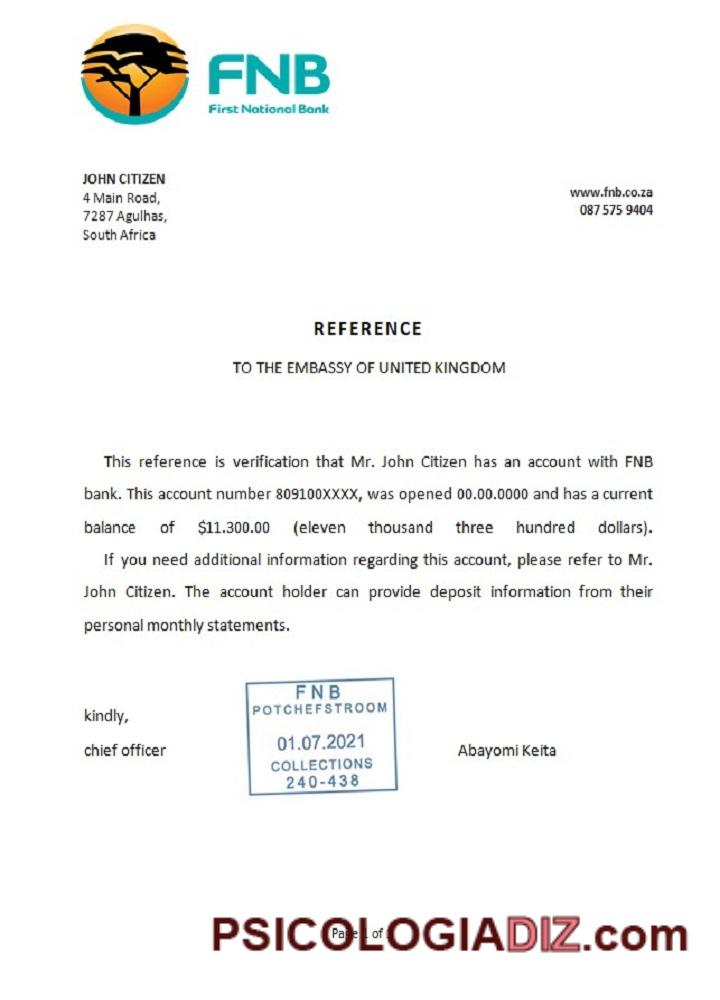 FNB
First National Bank
JOHN CITIZEN
4 Main Road,
7287 Agulhas,
South Africa
www.fnb.co.za
087 575 9404
REFERENCE
TO THE EMBASSY OF UNITED KINGDOM
This reference is verification that Mr. John Citizen has an account with FNB
bank. This account number 809100XXXX, was opened 00.00.0000 and has a current
balance of $11.300.00 (eleven thousand three hundred dollars).
If you need additional information regarding this account, please refer to Mr.
John Citizen. The account holder can provide deposit information from their
personal monthly statements.
kindly,
chief officer
FNB
POTCHEFSTROOM
01.07.2021
COLLECTIONS
240-438
Abayomi Keita
Page 1 of
PSICOLOGIADIZ.com